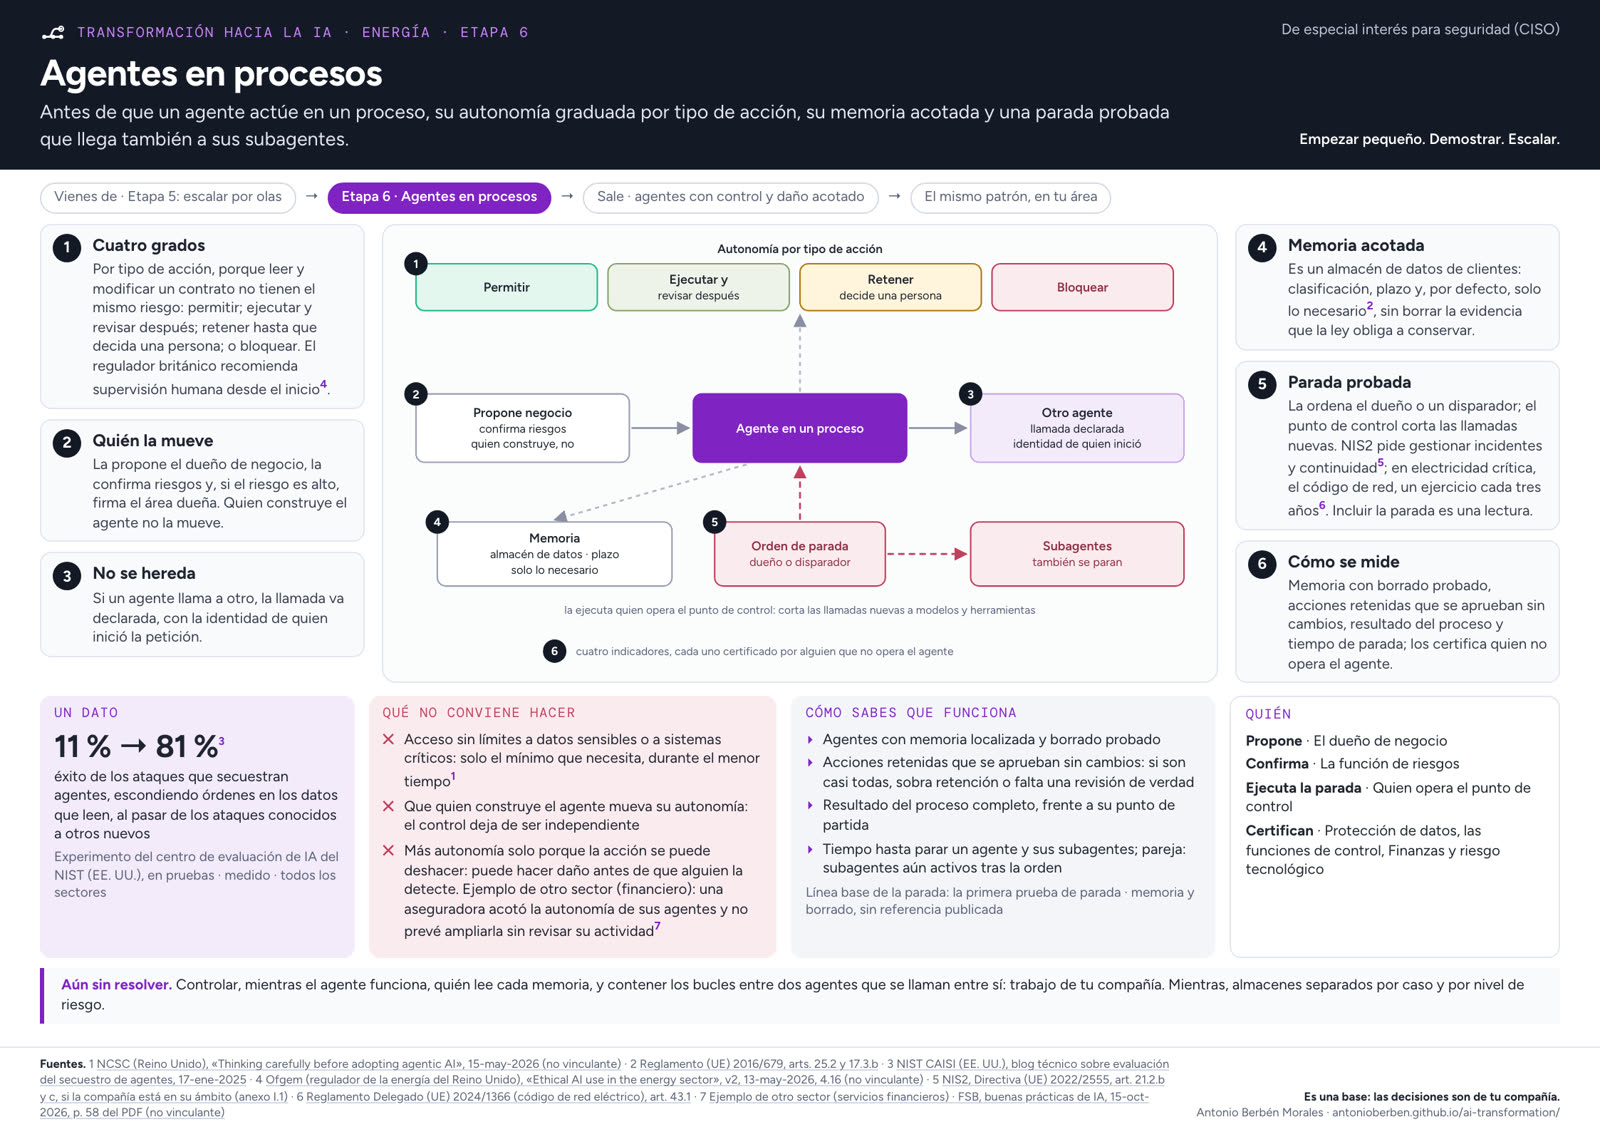 TRANSFORMACIÓN HACIA LA IA · ENERGÍA · ETAPA 6
De especial interés para seguridad (CISO)
Agentes en procesos
Antes de que un agente actúe en un proceso, su autonomía graduada por tipo de acción, su memoria acotada y una parada probada
que llega también a sus subagentes.
Empezar pequeño. Demostrar. Escalar.
Vienes de · Etapa 5: escalar por olas → Etapa 6 · Agentes en procesos → Sale · agentes con control y daño acotado → El mismo patrón, en tu área
1 Cuatro grados
Por tipo de acción, porque leer y
modificar un contrato no tienen el
mismo riesgo: permitir; ejecutar y
revisar después; retener hasta que
decida una persona; o bloquear. El
regulador británico recomienda
supervisión humana desde el inicio4.
2 Quién la mueve
La propone el dueño de negocio, la
confirma riesgos y, si el riesgo es alto,
firma el área dueña. Quien construye el
agente no la mueve.
3 No se hereda
Si un agente llama a otro, la llamada va
declarada, con la identidad de quien
inició la petición.
Autonomía por tipo de acción
1
Permitir
Ejecutar y
revisar después
Retener
decide una persona
Bloquear
2
Propone negocio
confirma riesgos
quien construye, no
Agente en un proceso
3
Otro agente
llamada declarada
identidad de quien inició
4
Memoria
almacén de datos · plazo
solo lo necesario
5
Orden de parada
dueño o disparador
Subagentes
también se paran
la ejecuta quien opera el punto de control: corta las llamadas nuevas a modelos y herramientas
6 cuatro indicadores, cada uno certificado por alguien que no opera el agente
4 Memoria acotada
Es un almacén de datos de clientes:
clasificación, plazo y, por defecto, solo
lo necesario2, sin borrar la evidencia
que la ley obliga a conservar.
5 Parada probada
La ordena el dueño o un disparador; el
punto de control corta las llamadas
nuevas. NIS2 pide gestionar incidentes
y continuidad5; en electricidad crítica,
el código de red, un ejercicio cada tres
años6. Incluir la parada es una lectura.
6 Cómo se mide
Memoria con borrado probado,
acciones retenidas que se aprueban sin
cambios, resultado del proceso y
tiempo de parada; los certifica quien no
opera el agente.
UN DATO
11 % → 81 %3
éxito de los ataques que secuestran
agentes, escondiendo órdenes en los datos
que leen, al pasar de los ataques conocidos
a otros nuevos
Experimento del centro de evaluación de IA del
NIST (EE. UU.), en pruebas · medido · todos los
sectores
QUÉ NO CONVIENE HACER
✕ Acceso sin límites a datos sensibles o a sistemas
críticos: solo el mínimo que necesita, durante el menor
tiempo1
✕ Que quien construye el agente mueva su autonomía:
el control deja de ser independiente
✕ Más autonomía solo porque la acción se puede
deshacer: puede hacer daño antes de que alguien la
detecte. Ejemplo de otro sector (financiero): una
aseguradora acotó la autonomía de sus agentes y no
prevé ampliarla sin revisar su actividad7
CÓMO SABES QUE FUNCIONA
Agentes con memoria localizada y borrado probado
Acciones retenidas que se aprueban sin cambios: si son
casi todas, sobra retención o falta una revisión de verdad
Resultado del proceso completo, frente a su punto de
partida
Tiempo hasta parar un agente y sus subagentes; pareja:
subagentes aún activos tras la orden
Línea base de la parada: la primera prueba de parada · memoria y
borrado, sin referencia publicada
QUIÉN
Propone · El dueño de negocio
Confirma · La función de riesgos
Ejecuta la parada · Quien opera el punto de
control
Certifican · Protección de datos, las
funciones de control, Finanzas y riesgo
tecnológico
Aún sin resolver. Controlar, mientras el agente funciona, quién lee cada memoria, y contener los bucles entre dos agentes que se llaman entre sí: trabajo de tu compañía. Mientras, almacenes separados por caso y por nivel de
riesgo.
Fuentes. 1 NCSC (Reino Unido), «Thinking carefully before adopting agentic AI», 15-may-2026 (no vinculante) · 2 Reglamento (UE) 2016/679, arts. 25.2 y 17.3.b · 3 NIST CAISI (EE. UU.), blog técnico sobre evaluación
del secuestro de agentes, 17-ene-2025 · 4 Ofgem (regulador de la energía del Reino Unido), «Ethical AI use in the energy sector», v2, 13-may-2026, 4.16 (no vinculante) · 5 NIS2, Directiva (UE) 2022/2555, art. 21.2.b
y c, si la compañía está en su ámbito (anexo I.1) · 6 Reglamento Delegado (UE) 2024/1366 (código de red eléctrico), art. 43.1 · 7 Ejemplo de otro sector (servicios financieros) · FSB, buenas prácticas de IA, 15-oct-
2026, p. 58 del PDF (no vinculante)
Es una base: las decisiones son de tu compañía.
Antonio Berbén Morales · antonioberben.github.io/ai-transformation/